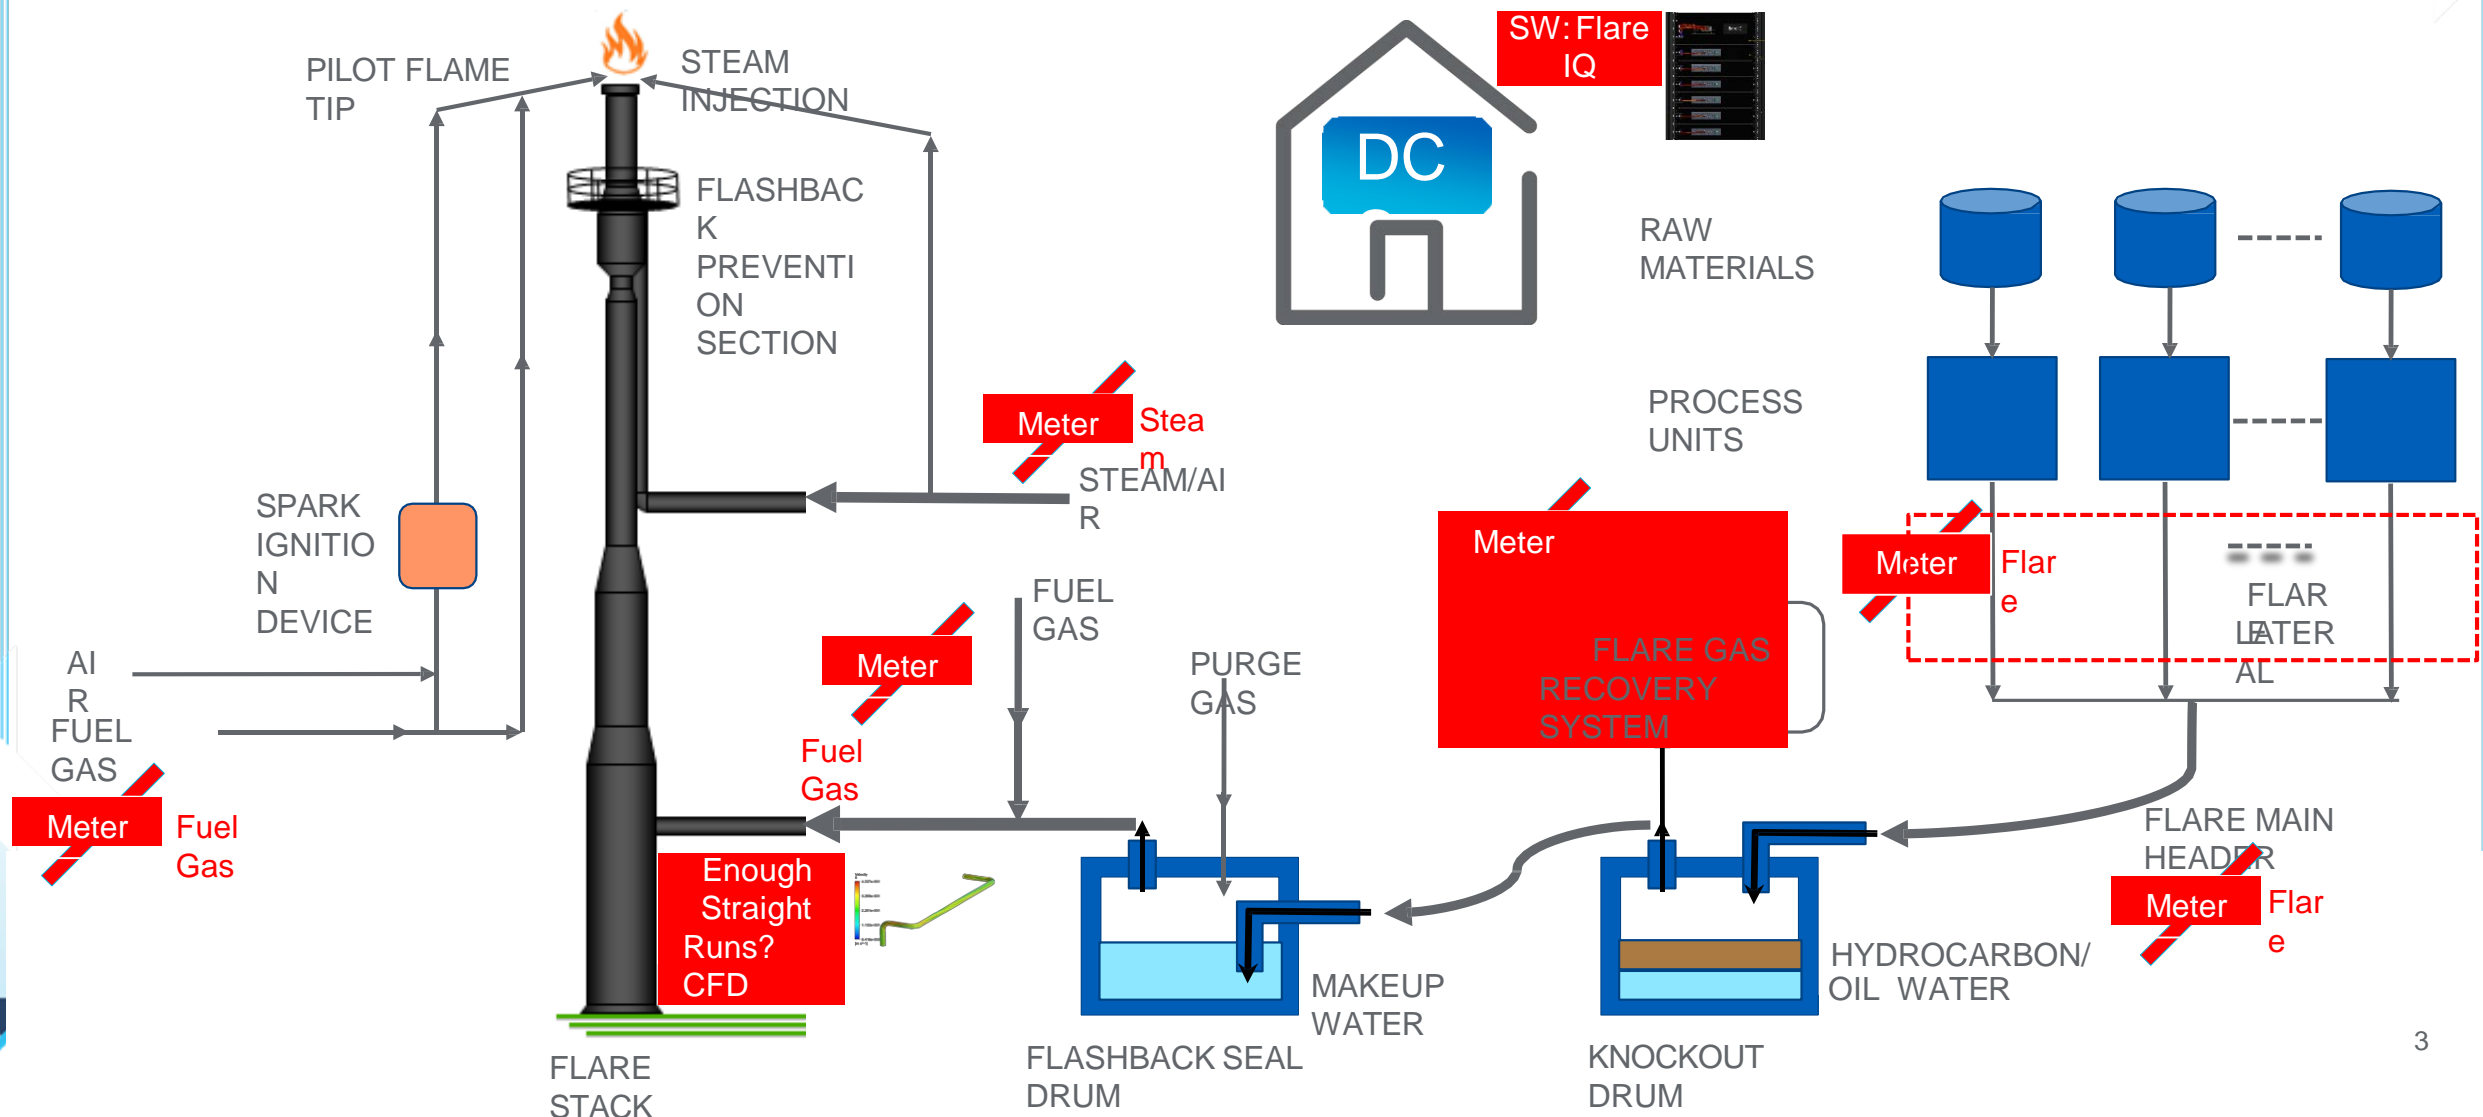 PILOT FLAME
TIP
STEAM
INJECTION
SW: Flare
IQ
DC
FLASHBAC
K
PREVENTI
ON
SECTION
RAW
MATERIALS
Meter
Stea
m
STEAM/AI
R
PROCESS
UNITS
SPARK
IGNITIO
N
DEVICE
Meter
FLARE GAS
RECOVERY
SYSTEM
Meter
Flar
e
FLAR
E
LATER
AL
AI
R
FUEL
GAS
Meter
Fuel
Gas
Meter
Fuel
Gas
FUEL
GAS
PURGE
GAS
Enough
Straight
Runs?
CFD
FLARE MAIN
HEADER
Meter
Flar
e
MAKEUP
WATER
HYDROCARBON/
OIL WATER
FLARE
STACK
FLASHBACK SEAL
DRUM
KNOCKOUT
DRUM
3